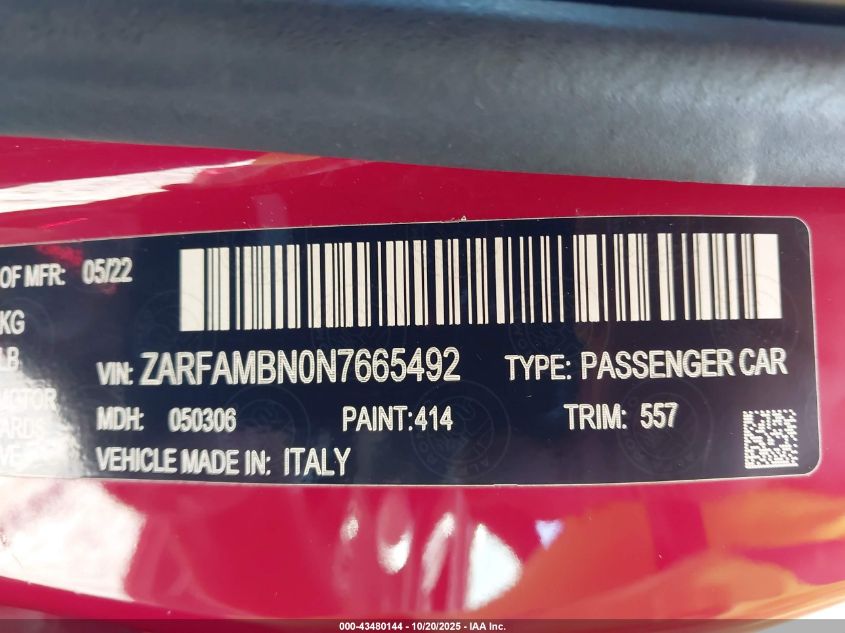 OF MFR: 05/22
KG
LB
VIN: ZARFAMBN0N7665492 TYPE: PASSENGER CAR
MDH: 050306 PAINT:414 TRIM: 557
VEHICLE MADE IN: ITALY
000-43480144 - 10/20/2025 - IAA Inc.